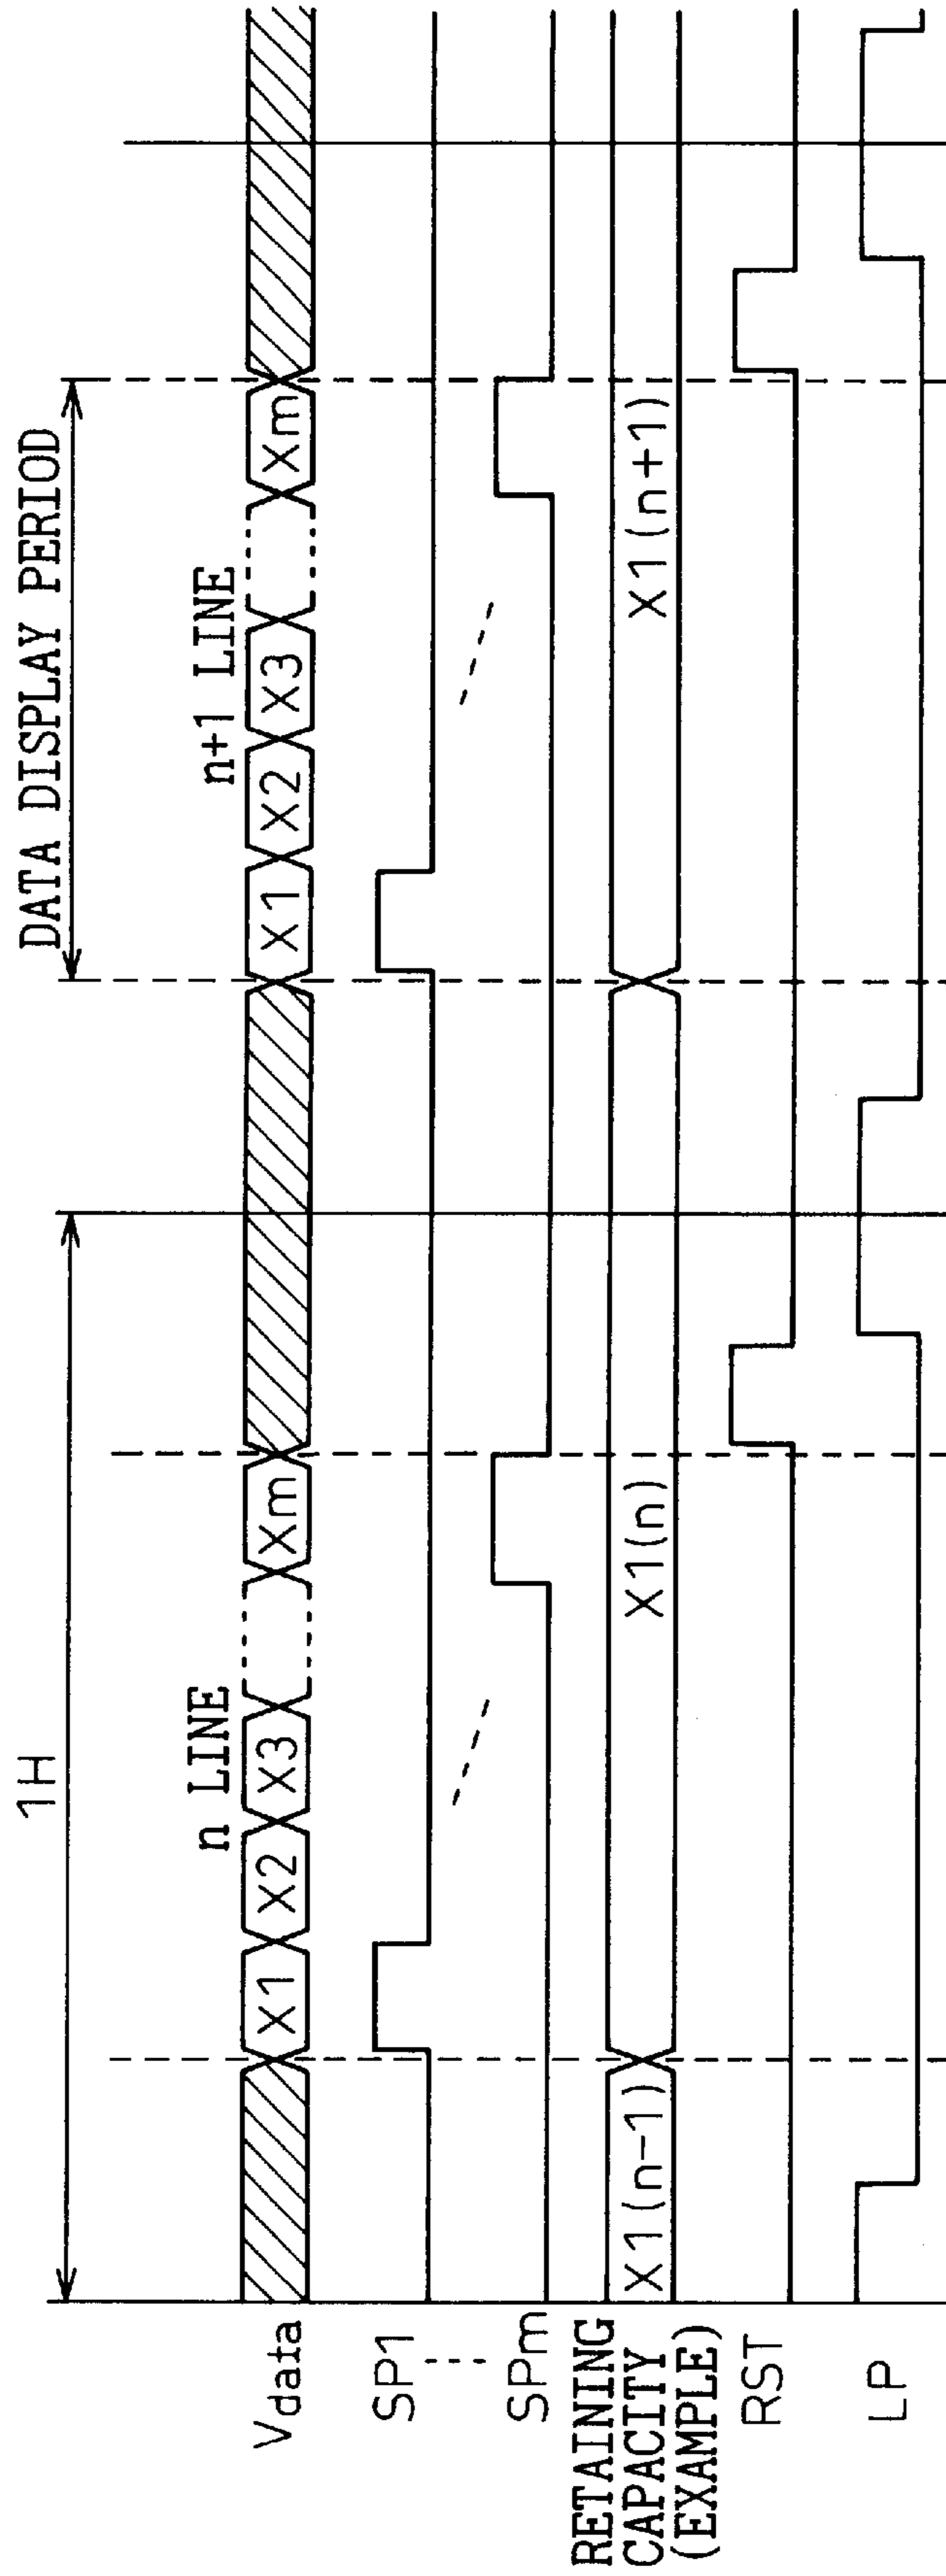 1H
DATA DISPLAY PERIOD
n LINE
n+1 LINE
Vdata
X1 X2 X3 Xm X1 X2 X3 Xm
SP1
SPm
RETAINING
CAPACITY
(EXAMPLE)
X1(n-1) X1(n) X1(n+1)
RST
LP